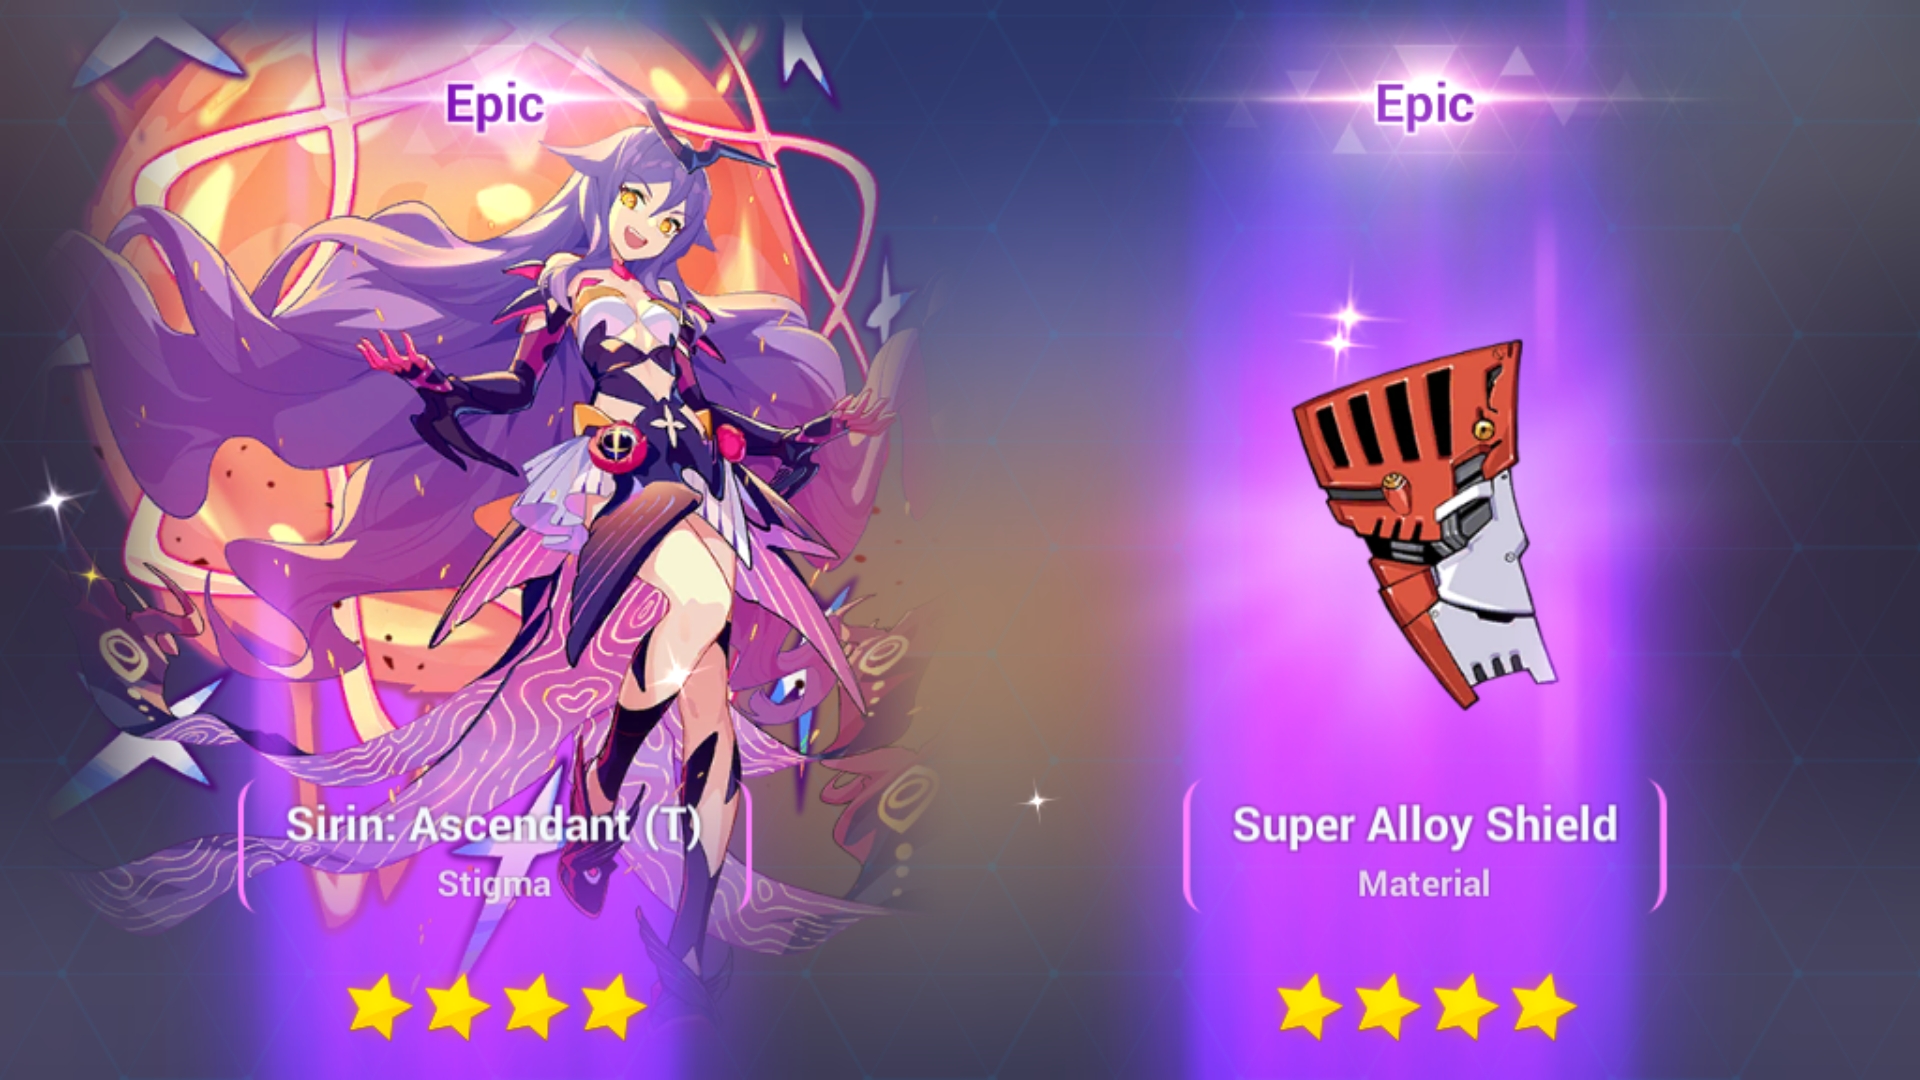 Epic
Sirin: Ascendant (T)
Stigma
Epic
Super Alloy Shield
Material